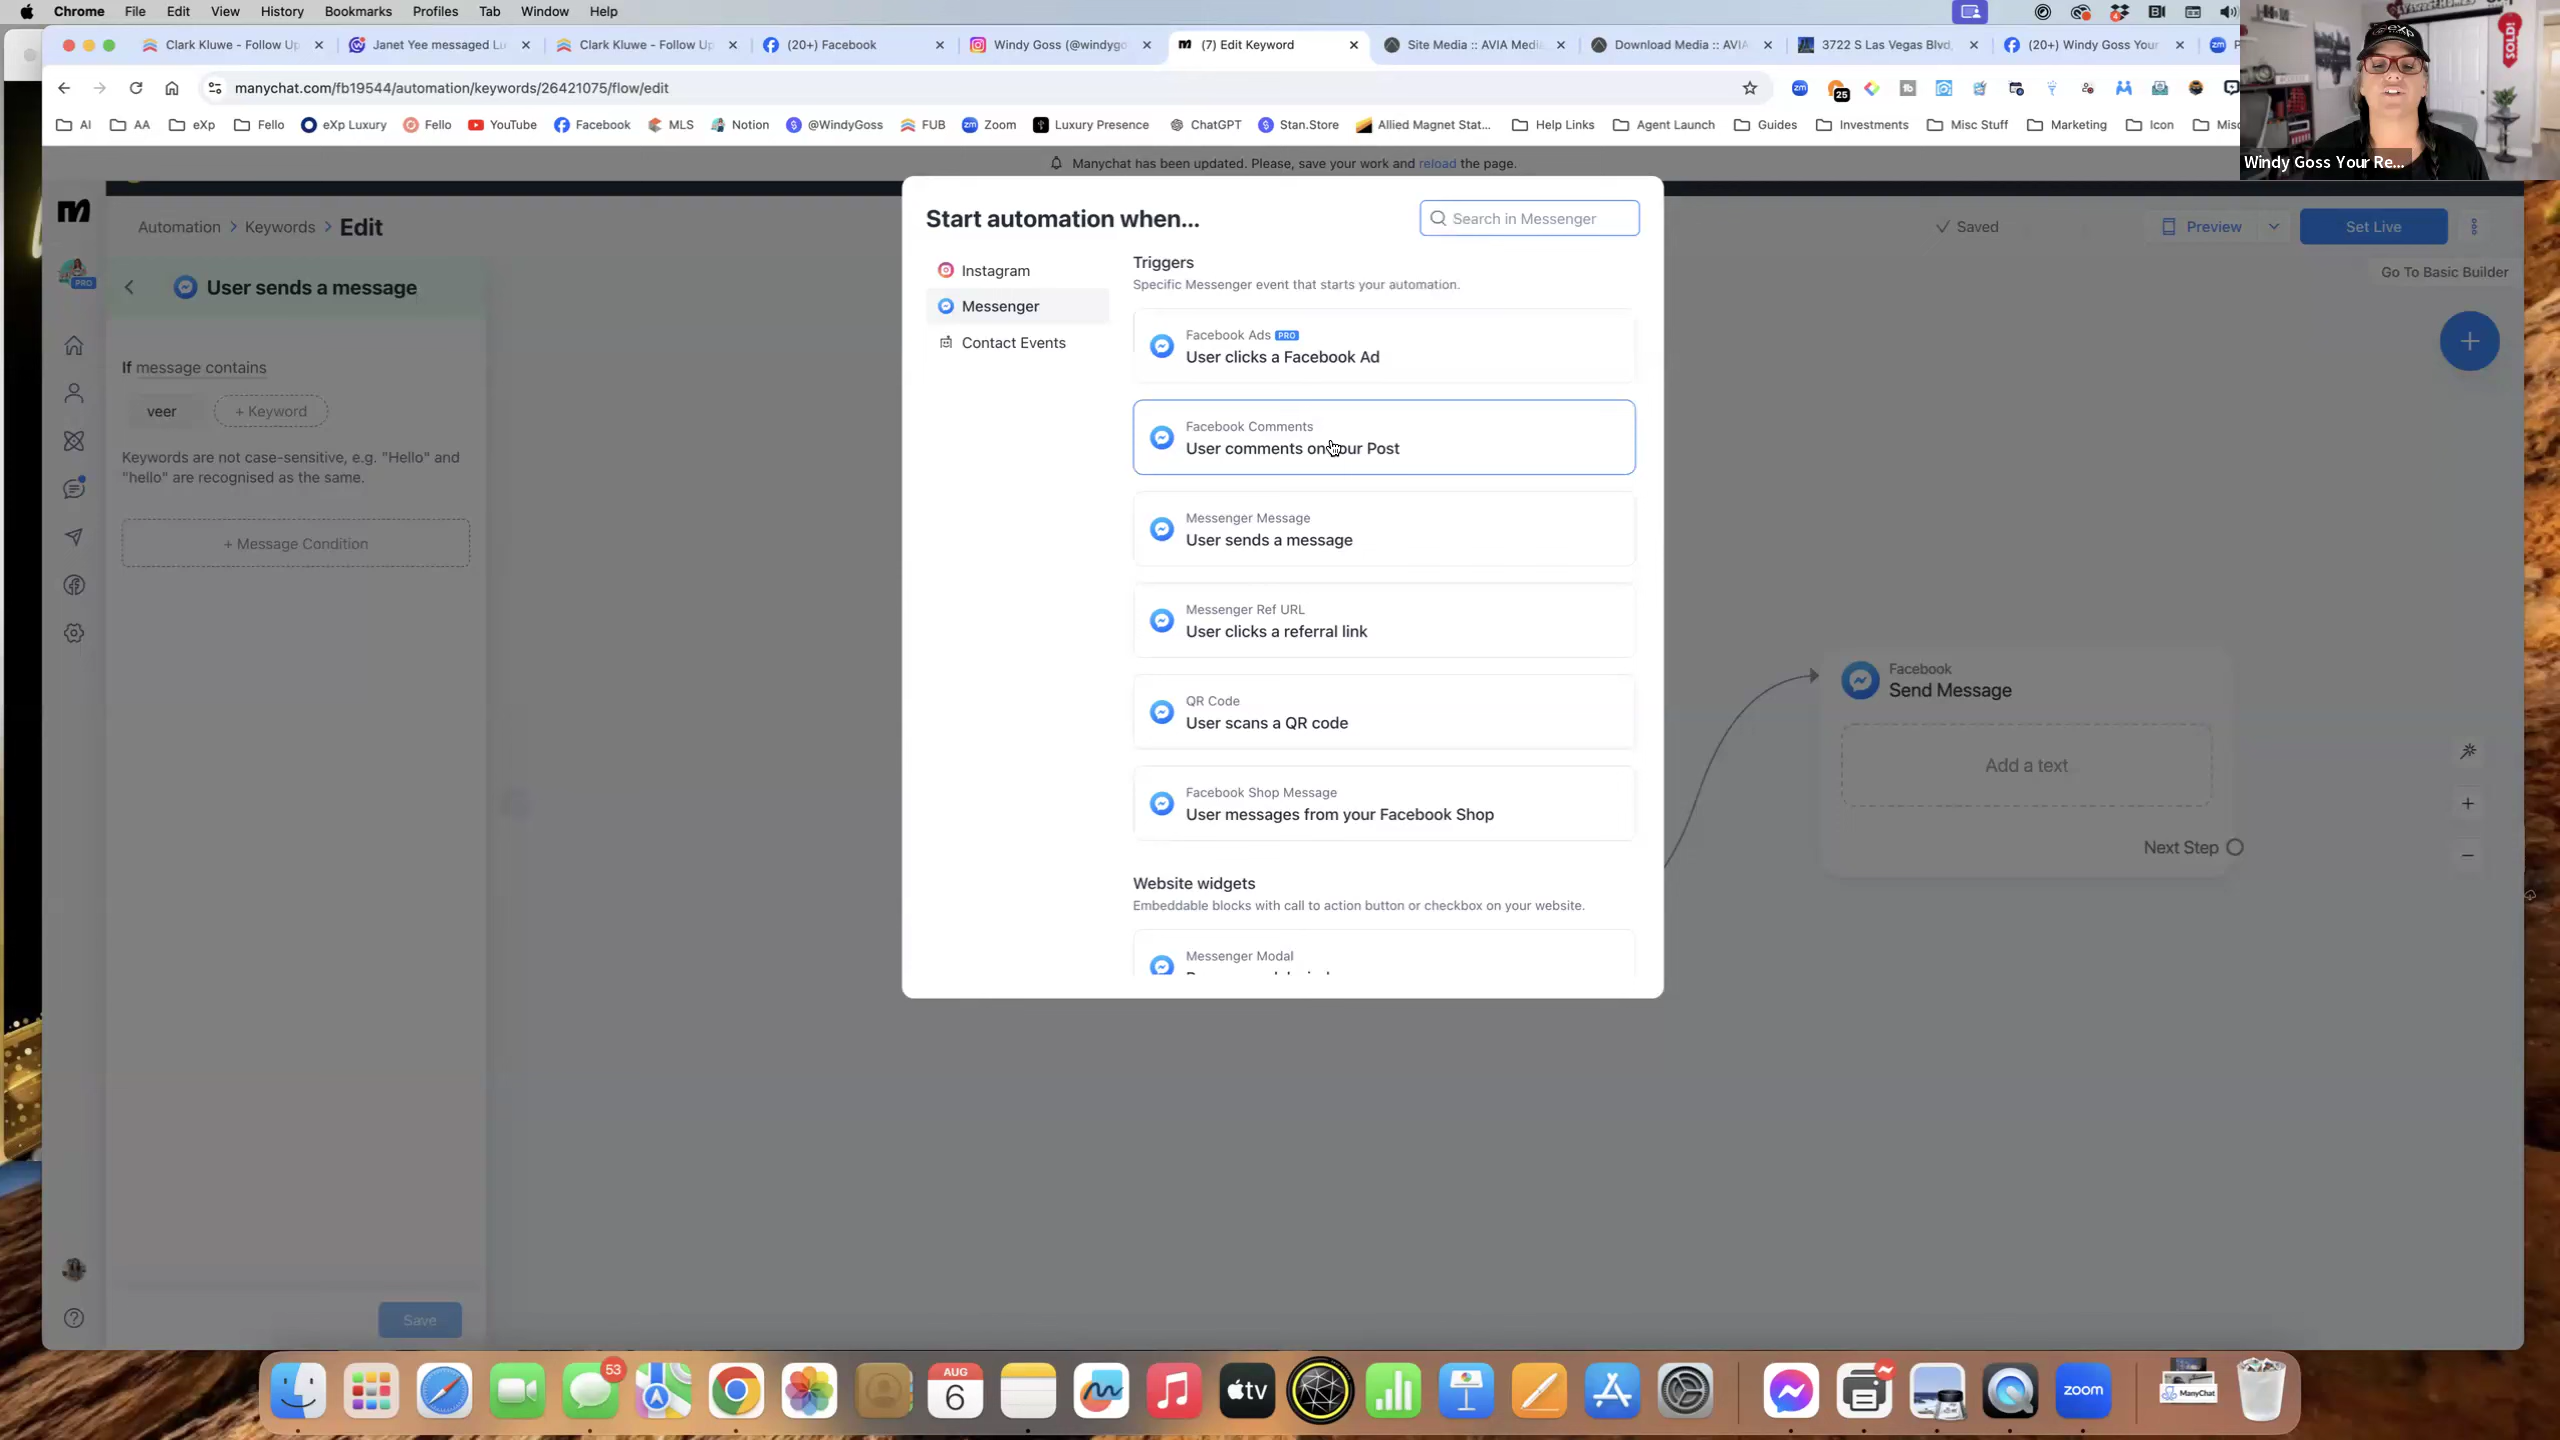 Chrome File Edit View History Bookmarks Profiles Tab Window Help
Clark Kluwe - Follow Up
Janet Yee messaged Lu
Clark Kluwe - Follow Up
(20+) Facebook
Windy Goss (@windygo
(7) Edit Keyword
Site Media :: AVIA Media
Download Media :: AVIA
3722 S Las Vegas Blvd,
(20+) Windy Goss Your
manychat.com/fb19544/automation/keywords/26421075/flow/edit
25
AI AA eXp Fello eXp Luxury Fello YouTube Facebook MLS Notion @WindyGoss FUB Zoom Luxury Presence ChatGPT Stan.Store Allied Magnet Stat... Help Links Agent Launch Guides Investments Misc Stuff Marketing Icon Misc
SOLD!
Windy Goss Your Re...
Manychat has been updated. Please, save your work and reload the page.
Automation > Keywords > Edit
Saved
Preview
Set Live
Go To Basic Builder
PRO
User sends a message
If message contains
veer
+ Keyword
Keywords are not case-sensitive, e.g. "Hello" and
"hello" are recognised as the same.
+ Message Condition
Save
Start automation when...
Search in Messenger
Instagram
Messenger
Contact Events
Triggers
Specific Messenger event that starts your automation.
Facebook Ads PRO
User clicks a Facebook Ad
Facebook Comments
User comments on your Post
Messenger Message
User sends a message
Messenger Ref URL
User clicks a referral link
QR Code
User scans a QR code
Facebook Shop Message
User messages from your Facebook Shop
Website widgets
Embeddable blocks with call to action button or checkbox on your website.
Messenger Modal
Facebook
Send Message
Add a text
Next Step
53
AUG
6
tv
zoom
ManyChat